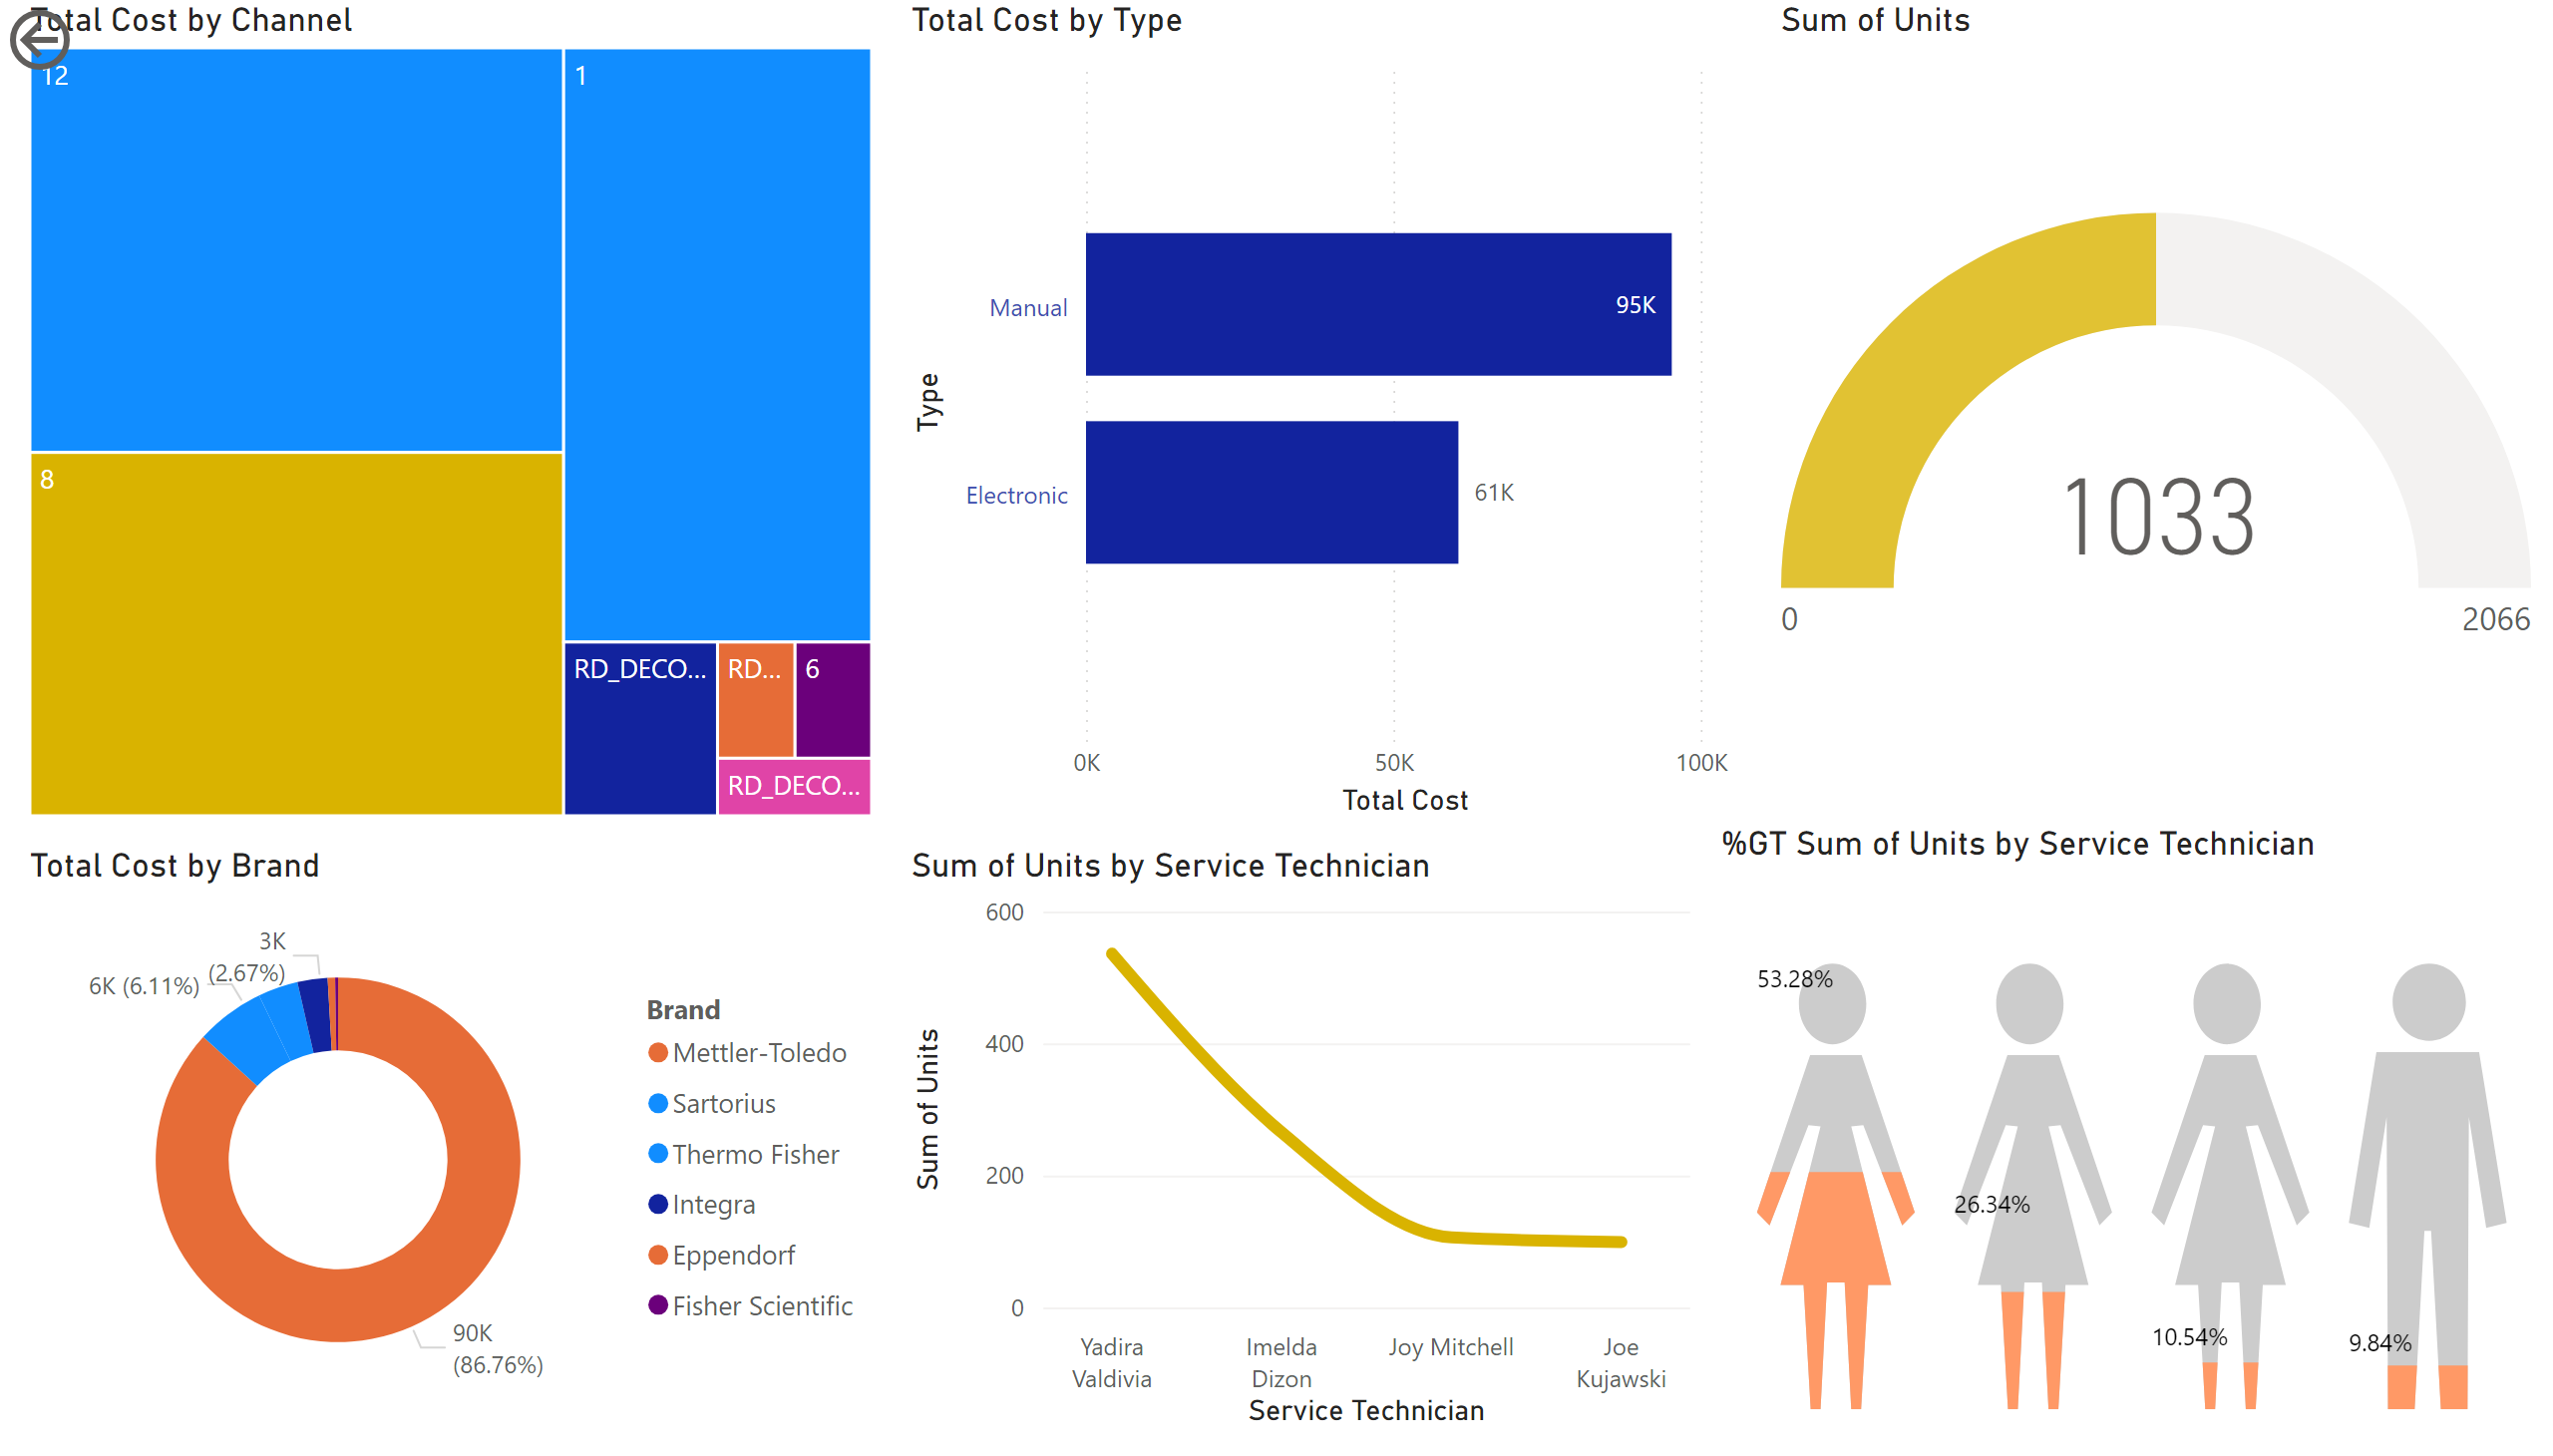 Total Cost by Channel
12
1
8
RD_DECO...
RD...
6
RD_DECO...
Total Cost by Type
Type
Manual
95K
Electronic
61K
0K
50K
100K
Total Cost
Sum of Units
1033
0
2066
Total Cost by Brand
3K
(2.67%)
6K (6.11%)
90K
(86.76%)
Brand
Mettler-Toledo
Sartorius
Thermo Fisher
Integra
Eppendorf
Fisher Scientific
Sum of Units by Service Technician
Sum of Units
600
400
200
0
Yadira
Valdivia
Imelda
Dizon
Joy Mitchell
Joe
Kujawski
Service Technician
%GT Sum of Units by Service Technician
53.28%
26.34%
10.54%
9.84%